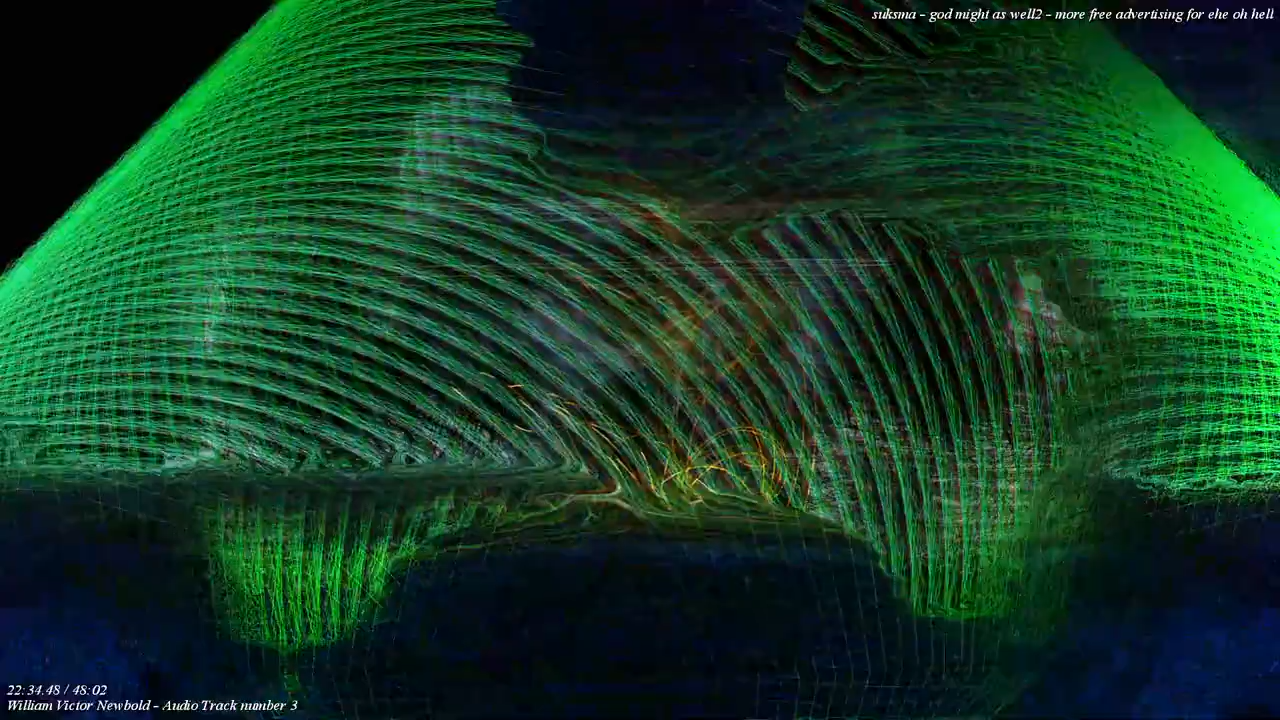 suksma - god might as well2 - more free advertising for ehe oh hell
22:34.48 / 48:02
William Victor Newbold - Audio Track number 3